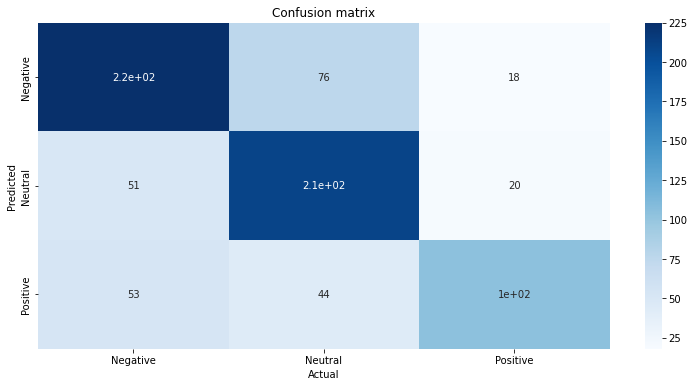 Confusion matrix
Negative
2.2e+02
76
18
Predicted
Neutral
51
2.1e+02
20
Positive
53
44
1e+02
Negative
Neutral
Positive
Actual
225
200
175
150
125
100
75
50
25